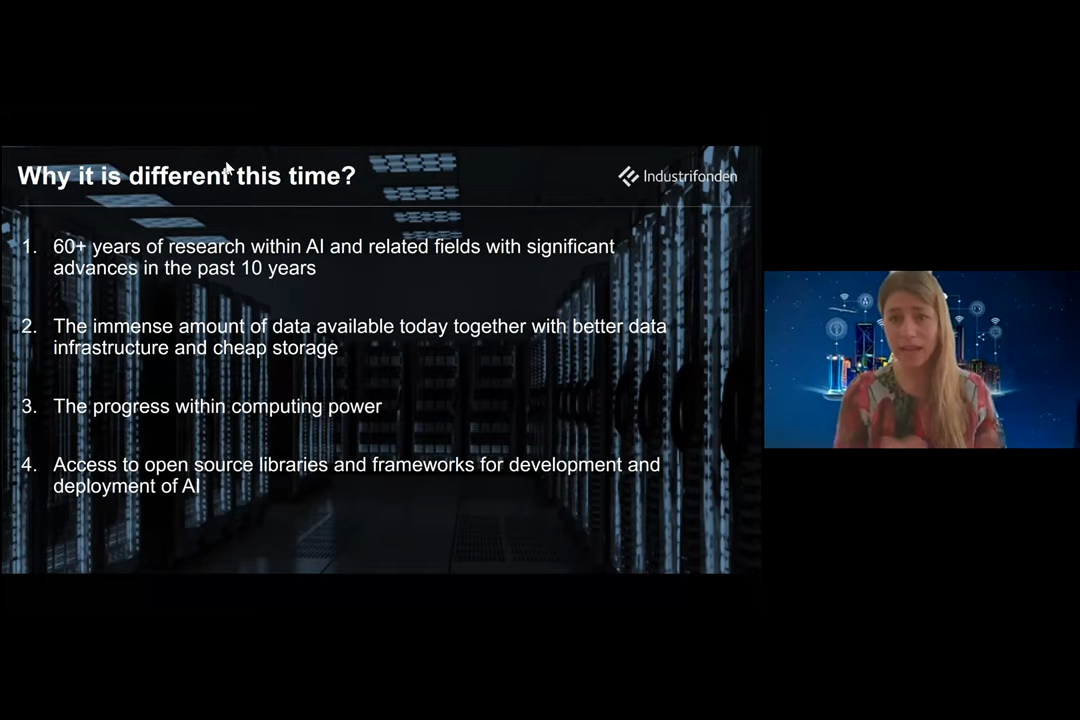 Why it is different this time?
Industrifonden
1. 60+ years of research within AI and related fields with significant
advances in the past 10 years
2. The immense amount of data available today together with better data
infrastructure and cheap storage
3. The progress within computing power
4. Access to open source libraries and frameworks for development and
deployment of AI